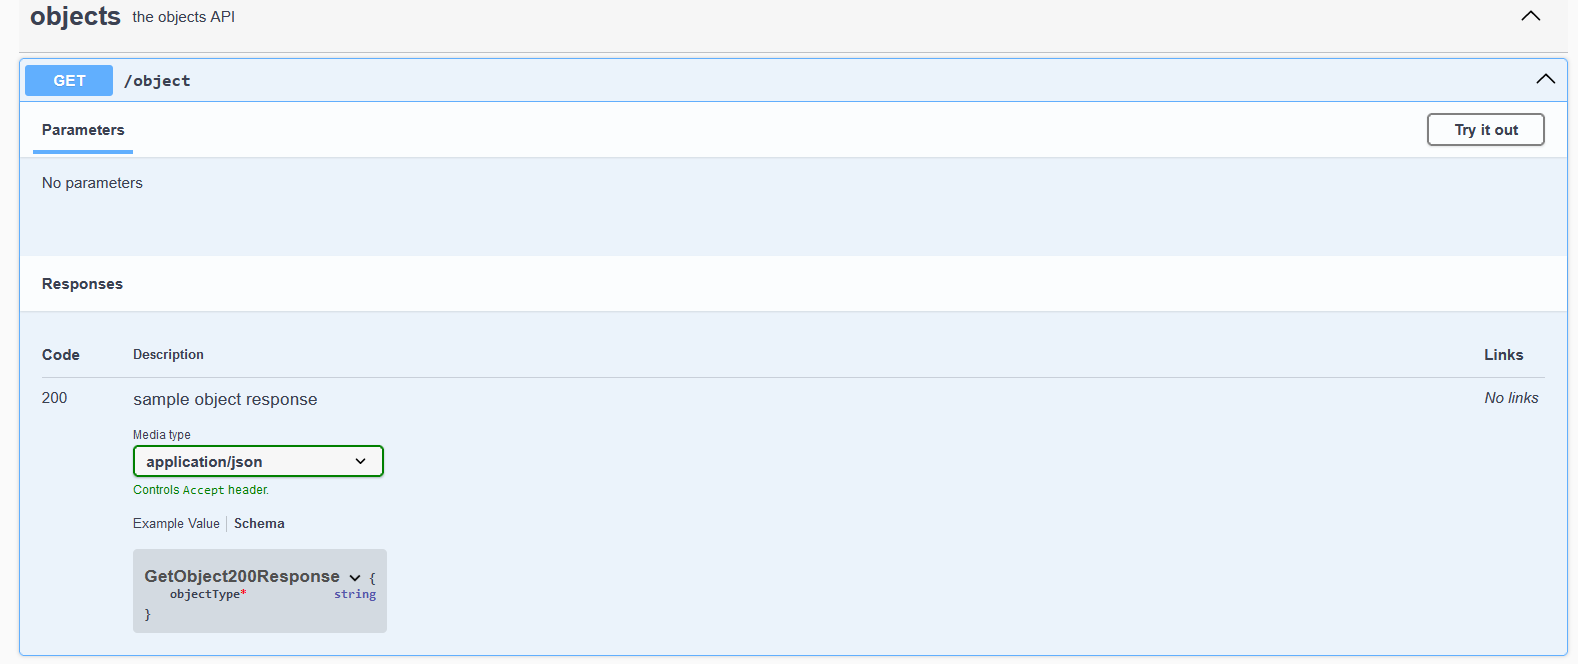 objects the objects API
GET /object
Parameters
Try it out
No parameters
Responses
Code Description Links
200 sample object response No links
Media type
application/json
Controls Accept header.
Example Value | Schema
GetObject200Response {
objectType* string
}